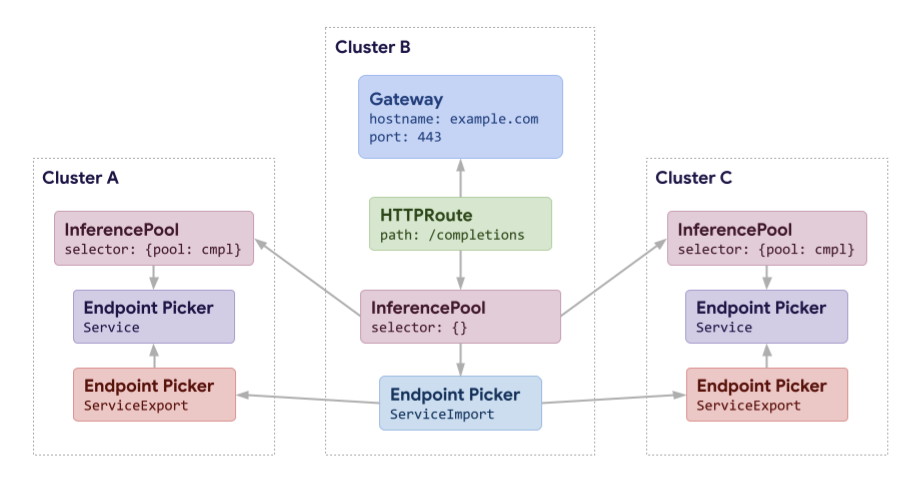 Cluster B
Gateway
hostname: example.com
port: 443
HTTPRoute
path: /completions
InferencePool
selector: {}
Endpoint Picker
ServiceImport
Cluster A
InferencePool
selector: {pool: cmpl}
Endpoint Picker
Service
Endpoint Picker
ServiceExport
Cluster C
InferencePool
selector: {pool: cmpl}
Endpoint Picker
Service
Endpoint Picker
ServiceExport